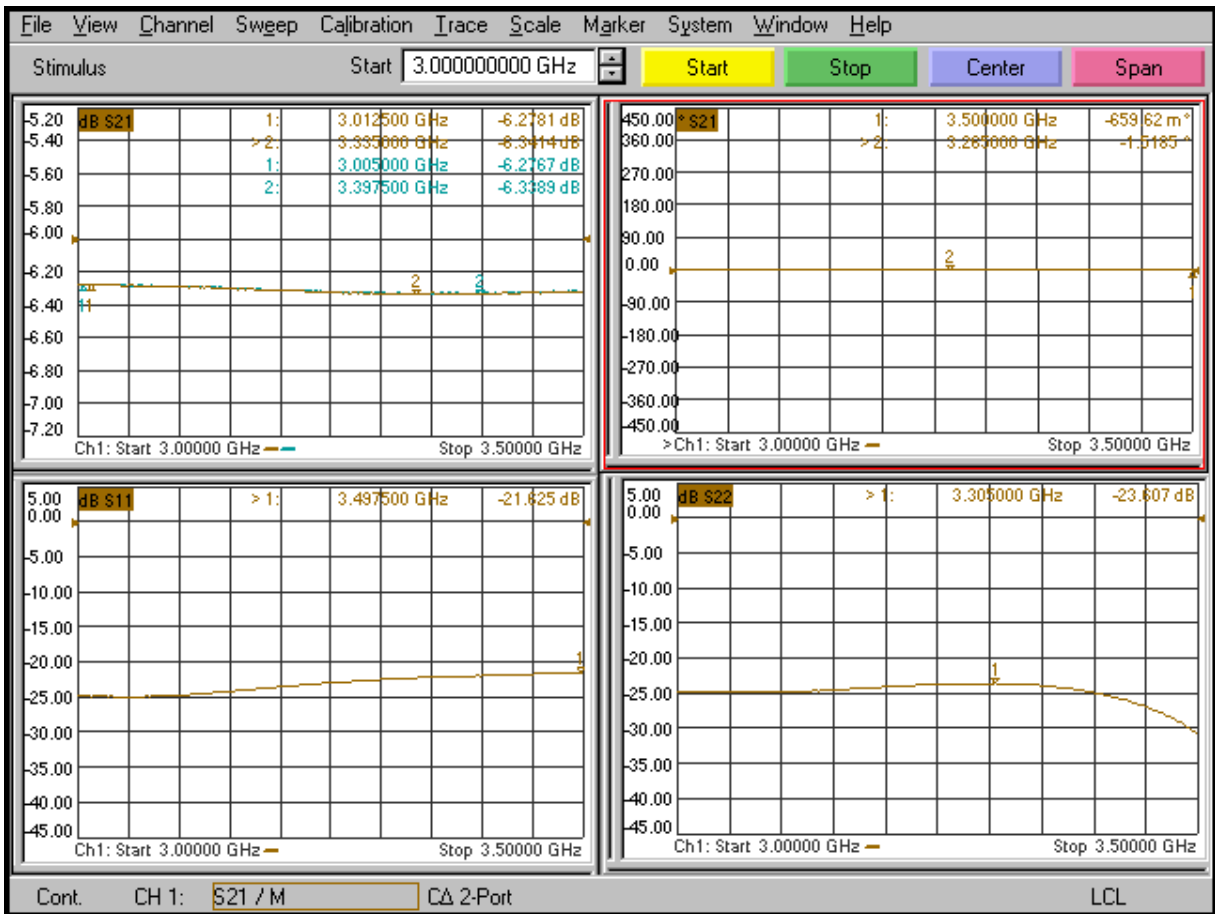 File View Channel Sweep Calibration Trace Scale Marker System Window Help
Stimulus Start 3.000000000 GHz Start Stop Center Span
dB S21
1: 3.012500 GHz -6.2781 dB
> 2: 3.335000 GHz -6.3414 dB
1: 3.005000 GHz -6.2767 dB
2: 3.397500 GHz -6.3389 dB
-5.20
-5.40
-5.60
-5.80
-6.00
-6.20
-6.40
-6.60
-6.80
-7.00
-7.20
2 2
1 1
Ch1: Start 3.00000 GHz Stop 3.50000 GHz
° S21
1: 3.500000 GHz -659.62 m°
> 2: 3.265000 GHz -1.5185 °
450.00
360.00
270.00
180.00
90.00
0.00
-90.00
-180.00
-270.00
-360.00
-450.00
2
1
>Ch1: Start 3.00000 GHz Stop 3.50000 GHz
dB S11
> 1: 3.497500 GHz -21.625 dB
5.00
0.00
-5.00
-10.00
-15.00
-20.00
-25.00
-30.00
-35.00
-40.00
-45.00
1
Ch1: Start 3.00000 GHz Stop 3.50000 GHz
dB S22
> 1: 3.305000 GHz -23.607 dB
5.00
0.00
-5.00
-10.00
-15.00
-20.00
-25.00
-30.00
-35.00
-40.00
-45.00
1
Ch1: Start 3.00000 GHz Stop 3.50000 GHz
Cont. CH 1: S21 / M CΔ 2-Port LCL